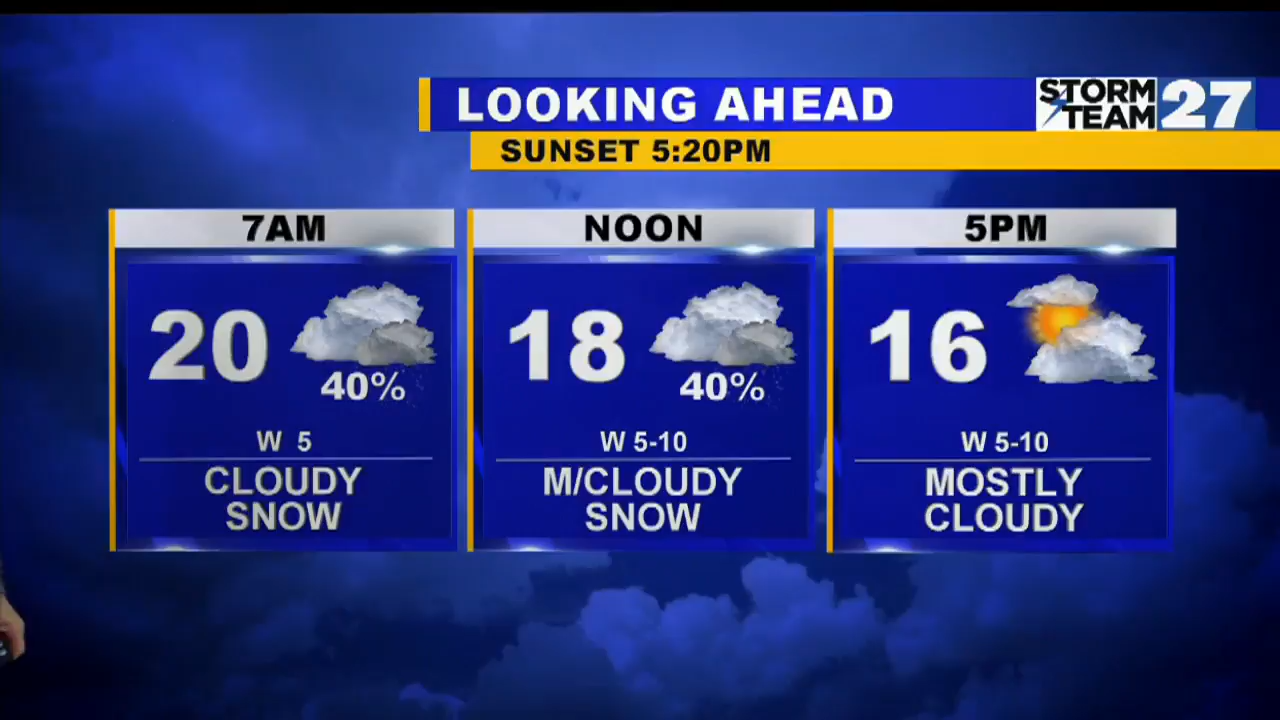 LOOKING AHEAD
STORM TEAM 27
SUNSET 5:20PM
7AM
20
40%
W 5
CLOUDY
SNOW
NOON
18
40%
W 5-10
M/CLOUDY
SNOW
5PM
16
W 5-10
MOSTLY
CLOUDY